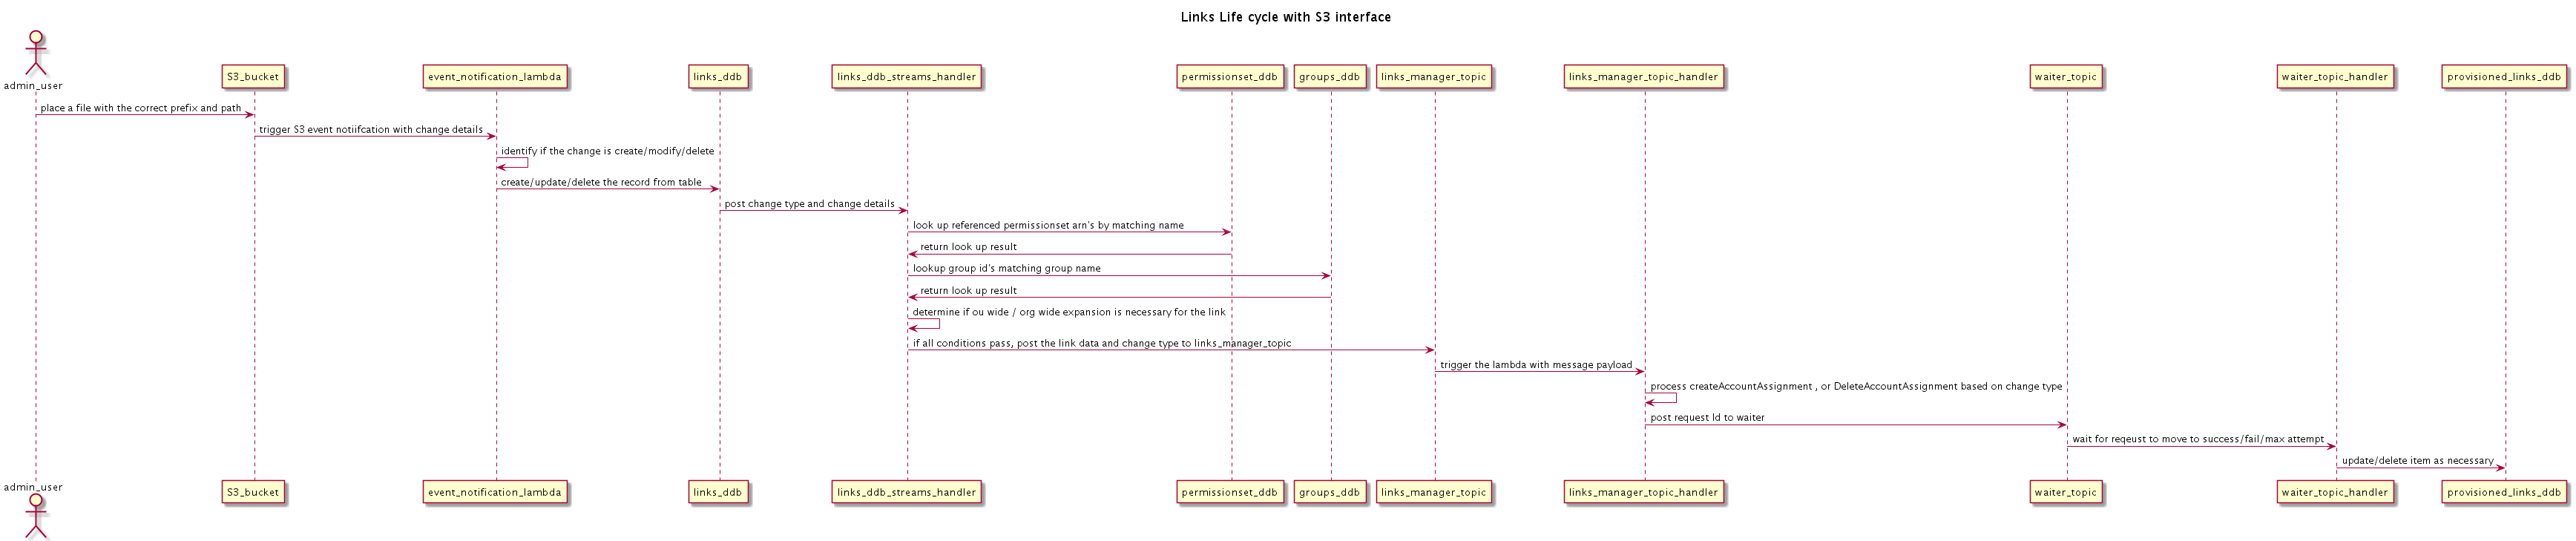 Links Life cycle with S3 interface
admin_user
S3_bucket
event_notification_lambda
links_ddb
links_ddb_streams_handler
permissionset_ddb
groups_ddb
links_manager_topic
links_manager_topic_handler
waiter_topic
waiter_topic_handler
provisioned_links_ddb
place a file with the correct prefix and path
trigger S3 event notiifcation with change details
identify if the change is create/modify/delete
create/update/delete the record from table
post change type and change details
look up referenced permissionset arn's by matching name
return look up result
lookup group id's matching group name
return look up result
determine if ou wide / org wide expansion is necessary for the link
if all conditions pass, post the link data and change type to links_manager_topic
trigger the lambda with message payload
process createAccountAssignment , or DeleteAccountAssignment based on change type
post request Id to waiter
wait for reqeust to move to success/fail/max attempt
update/delete item as necessary
admin_user
S3_bucket
event_notification_lambda
links_ddb
links_ddb_streams_handler
permissionset_ddb
groups_ddb
links_manager_topic
links_manager_topic_handler
waiter_topic
waiter_topic_handler
provisioned_links_ddb